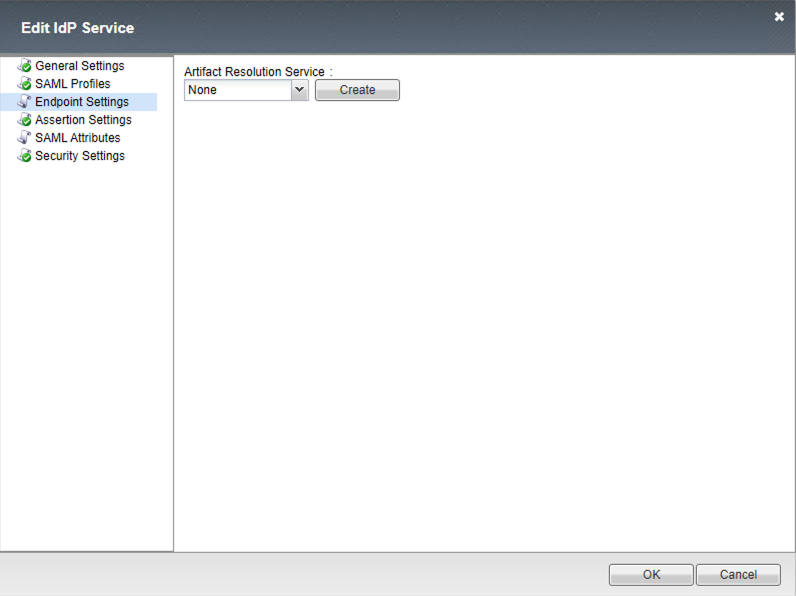 Edit IdP Service
General Settings
SAML Profiles
Endpoint Settings
Assertion Settings
SAML Attributes
Security Settings
Artifact Resolution Service :
None
Create
OK
Cancel